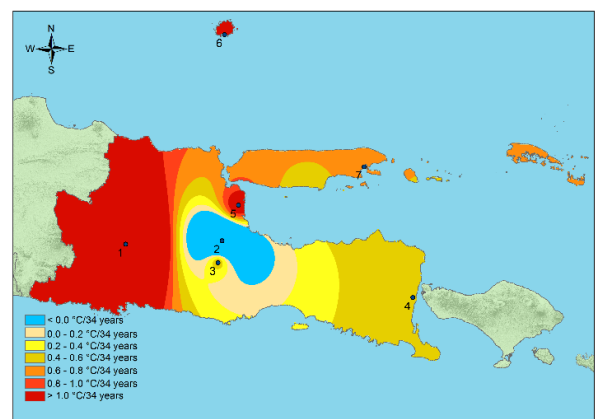 N
W E
S
6
7
5
1
2
3
4
< 0.0 °C/34 years
0.0 - 0.2 °C/34 years
0.2 - 0.4 °C/34 years
0.4 - 0.6 °C/34 years
0.6 - 0.8 °C/34 years
0.8 - 1.0 °C/34 years
> 1.0 °C/34 years